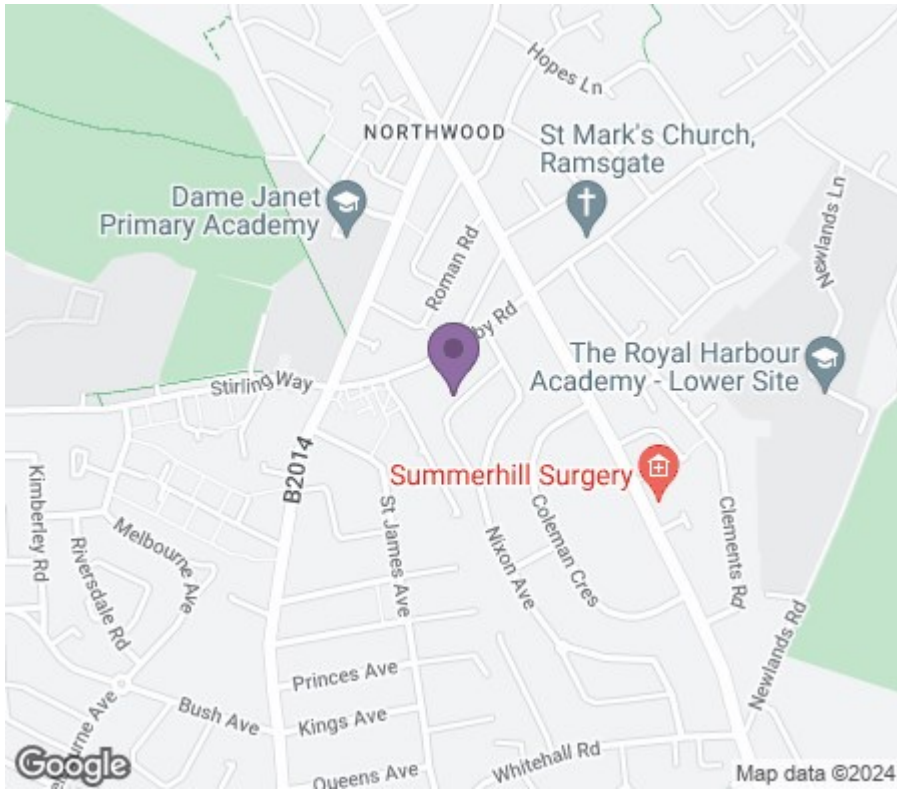 Hopes Ln
NORTHWOOD
St Mark's Church,
Ramsgate
Dame Janet
Primary Academy
Newlands Ln
Roman Rd
by Rd
The Royal Harbour
Academy - Lower Site
Stirling Way
B2014
Summerhill Surgery
Kimberley Rd
Melbourne Ave
Riversdale Rd
St James Ave
Nixon Ave
Coleman Cres
Clements Rd
Newlands Rd
Princes Ave
Bush Ave
Kings Ave
elbourne Ave
Whitehall Rd
Queens Ave
Google
Map data ©2024